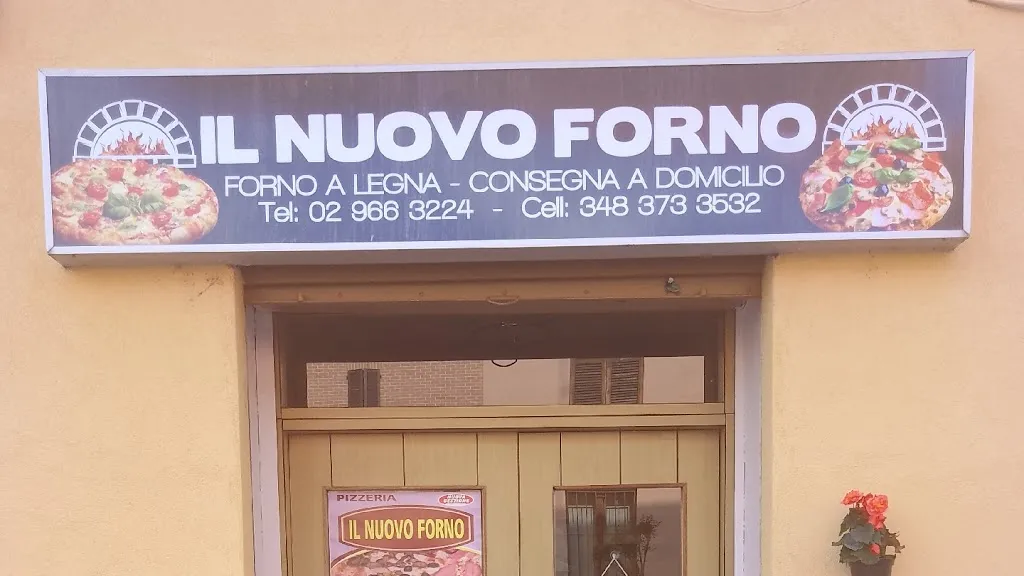 IL NUOVO FORNO
FORNO A LEGNA - CONSEGNA A DOMICILIO
Tel: 02 966 3224 - Cell: 348 373 3532
PIZZERIA
IL NUOVO FORNO